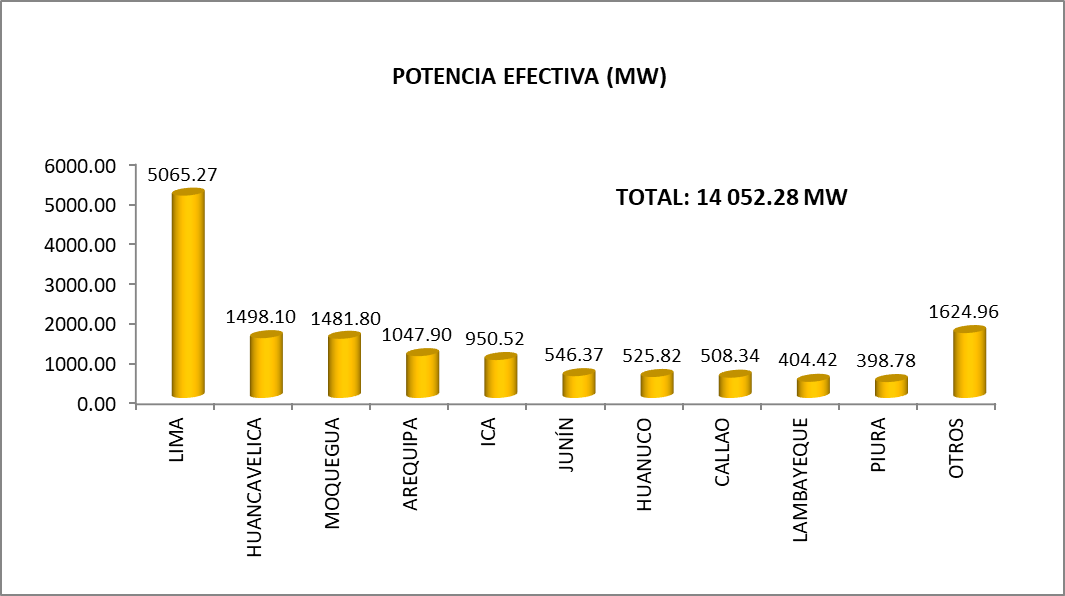 POTENCIA EFECTIVA (MW)
TOTAL: 14 052.28 MW
6000.00
5000.00
4000.00
3000.00
2000.00
1000.00
0.00
5065.27
1498.10
1481.80
1047.90
950.52
546.37
525.82
508.34
404.42
398.78
1624.96
LIMA
HUANCAVELICA
MOQUEGUA
AREQUIPA
ICA
JUNÍN
HUANUCO
CALLAO
LAMBAYEQUE
PIURA
OTROS